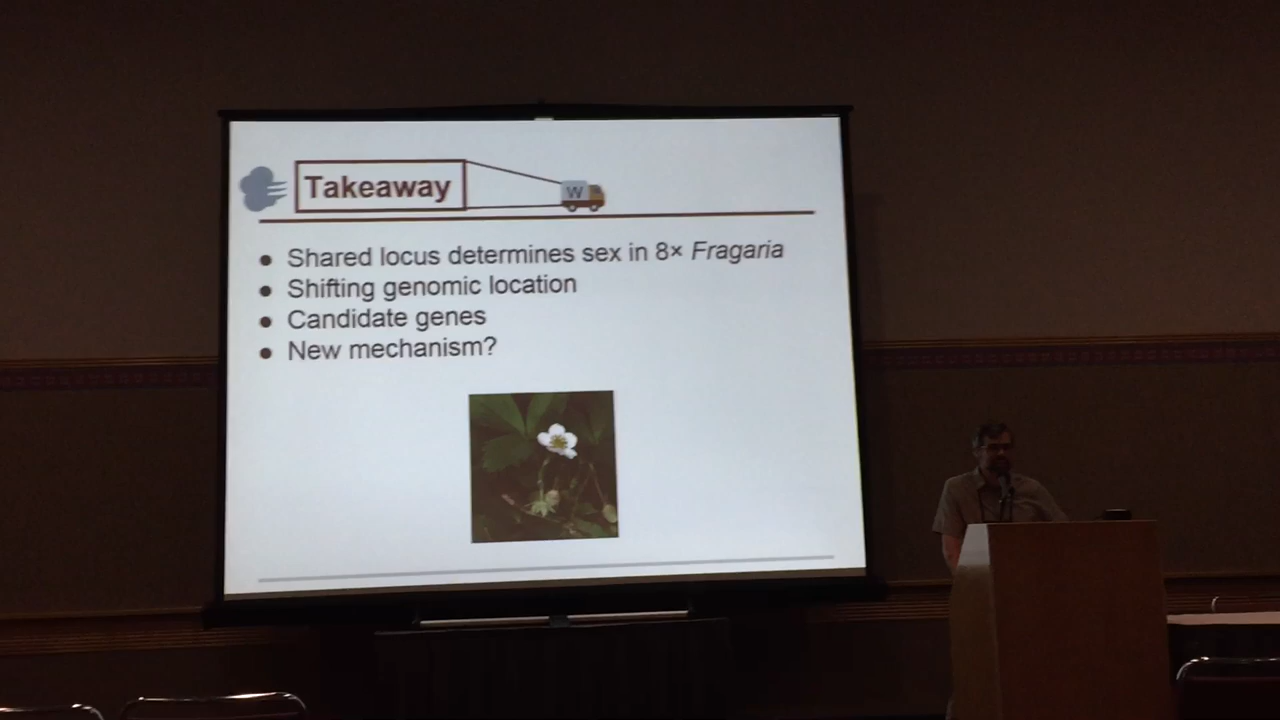 Takeaway
W
● Shared locus determines sex in 8× Fragaria
● Shifting genomic location
● Candidate genes
● New mechanism?